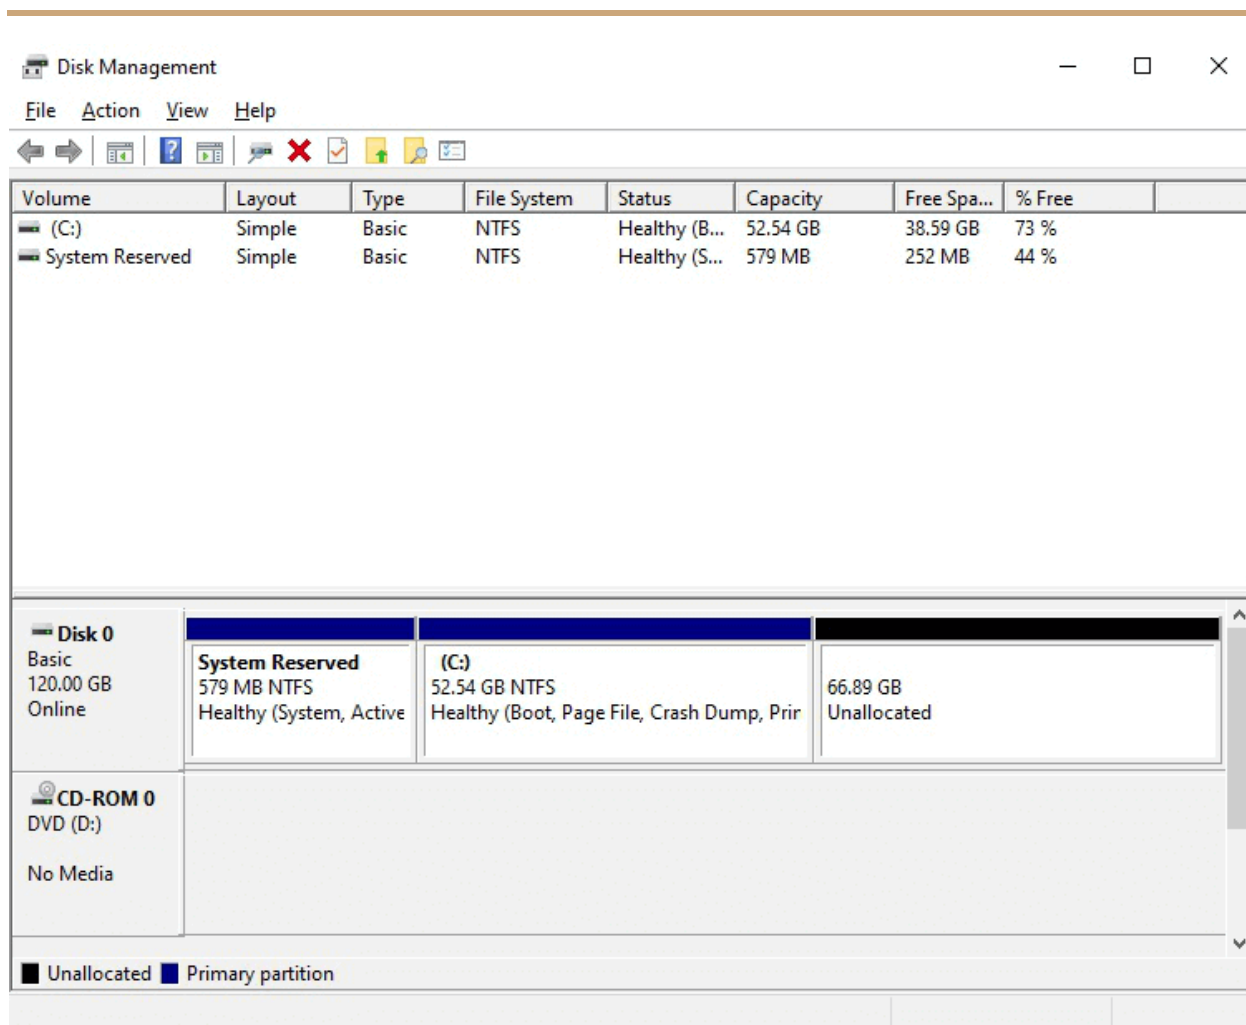 Disk Management
File Action View Help
Volume Layout Type File System Status Capacity Free Spa... % Free
(C:) Simple Basic NTFS Healthy (B... 52.54 GB 38.59 GB 73 %
System Reserved Simple Basic NTFS Healthy (S... 579 MB 252 MB 44 %
Disk 0
Basic
120.00 GB
Online
System Reserved
579 MB NTFS
Healthy (System, Active
(C:)
52.54 GB NTFS
Healthy (Boot, Page File, Crash Dump, Prir
66.89 GB
Unallocated
CD-ROM 0
DVD (D:)
No Media
Unallocated Primary partition